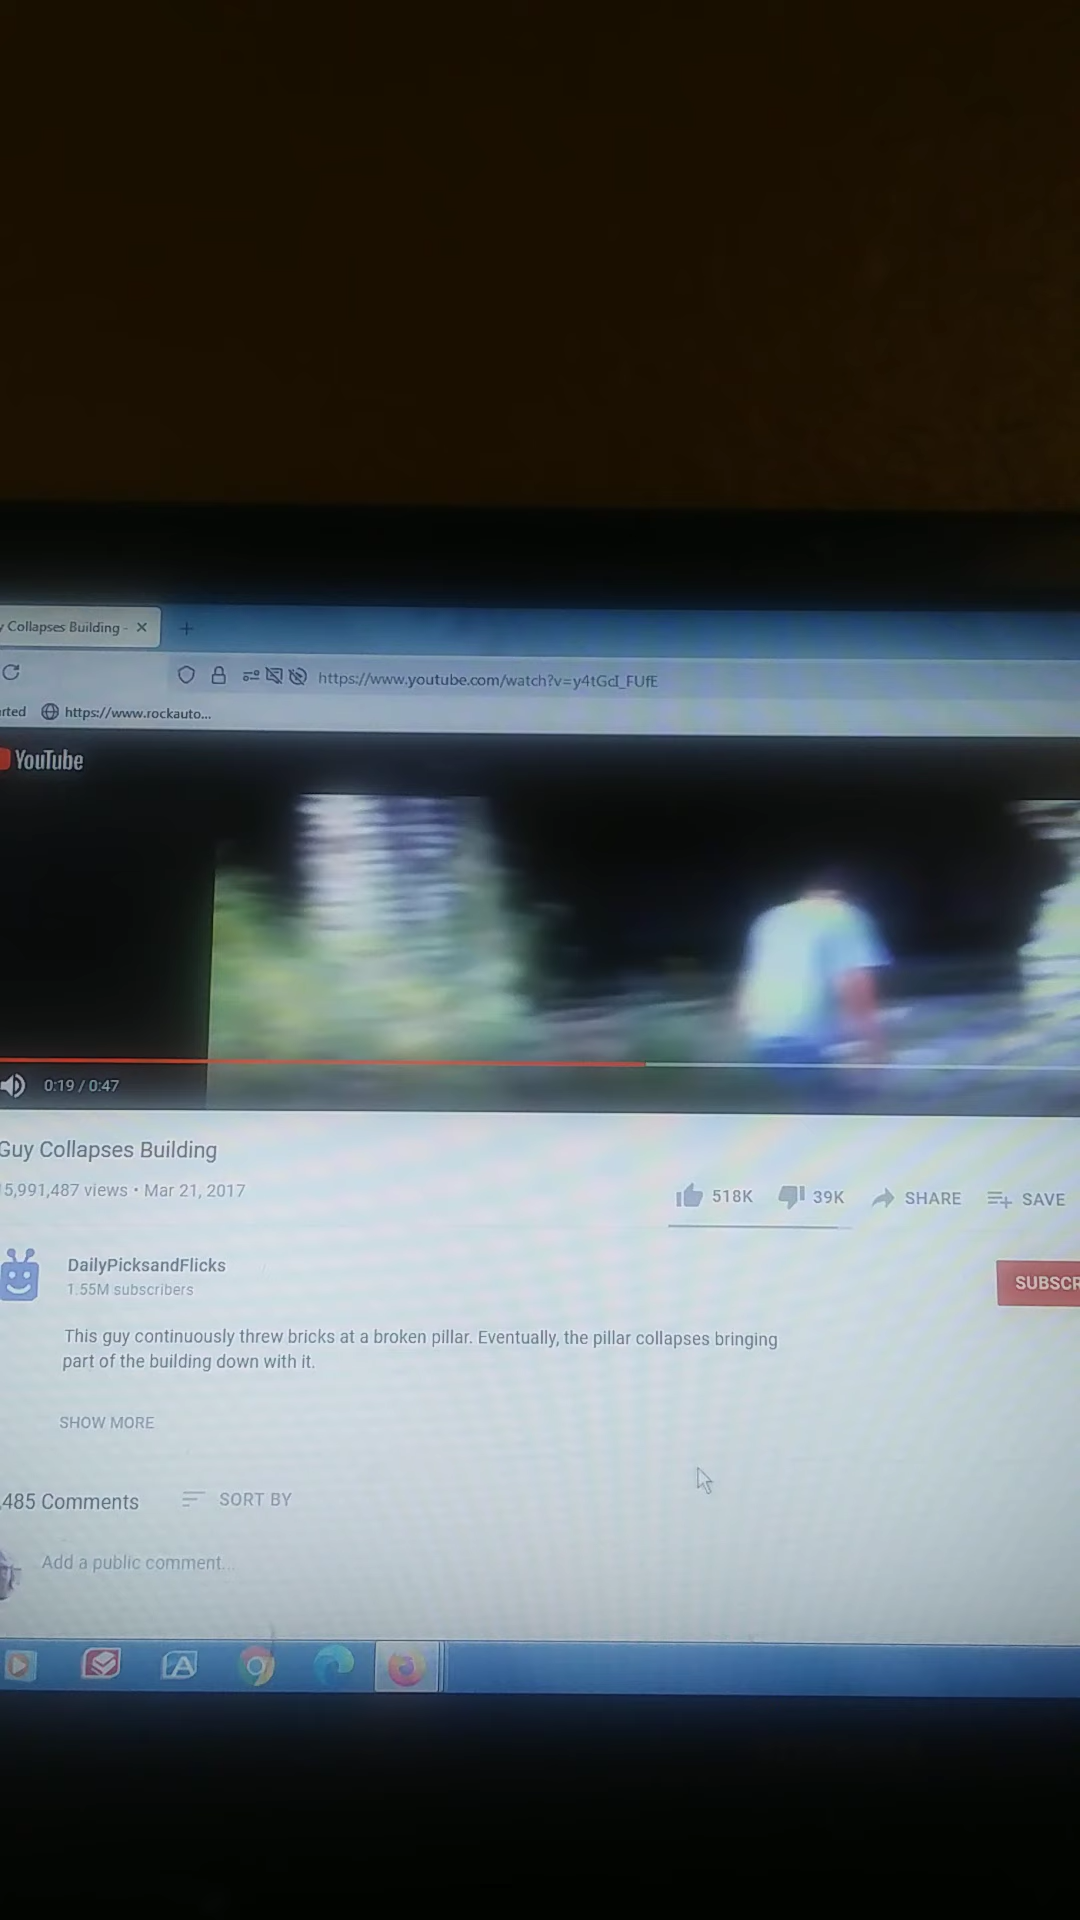 Collapses Building -
https://www.youtube.com/watch?v=y4tGcI_FUfE
rted https://www.rockauto...
YouTube
0:19 / 0:47
Guy Collapses Building
5,991,487 views • Mar 21, 2017
518K 39K SHARE SAVE
DailyPicksandFlicks
1.55M subscribers
SUBSCR
This guy continuously threw bricks at a broken pillar. Eventually, the pillar collapses bringing
part of the building down with it.
SHOW MORE
,485 Comments SORT BY
Add a public comment...